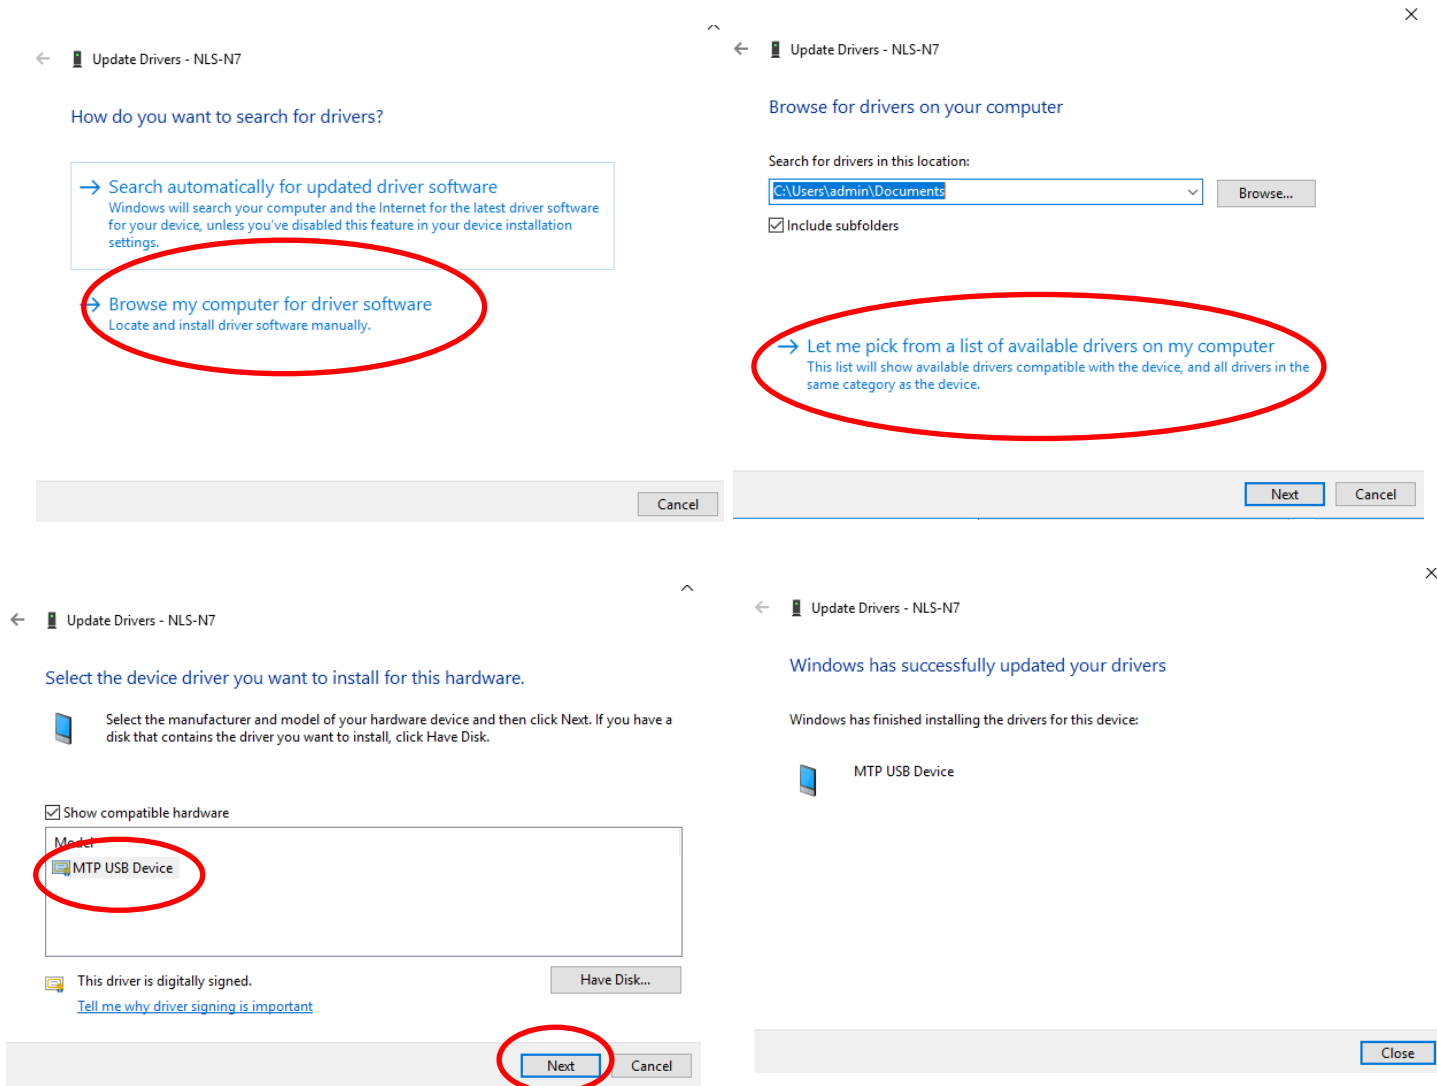 Update Drivers - NLS-N7
How do you want to search for drivers?
Search automatically for updated driver software
Windows will search your computer and the Internet for the latest driver software
for your device, unless you've disabled this feature in your device installation
settings.
Browse my computer for driver software
Locate and install driver software manually.
Cancel
Update Drivers - NLS-N7
Browse for drivers on your computer
Search for drivers in this location:
C:\Users\admin\Documents
Browse...
Include subfolders
Let me pick from a list of available drivers on my computer
This list will show available drivers compatible with the device, and all drivers in the
same category as the device.
Next
Cancel
Update Drivers - NLS-N7
Select the device driver you want to install for this hardware.
Select the manufacturer and model of your hardware device and then click Next. If you have a
disk that contains the driver you want to install, click Have Disk.
Show compatible hardware
Model
MTP USB Device
This driver is digitally signed.
Have Disk...
Tell me why driver signing is important
Next
Cancel
Update Drivers - NLS-N7
Windows has successfully updated your drivers
Windows has finished installing the drivers for this device:
MTP USB Device
Close